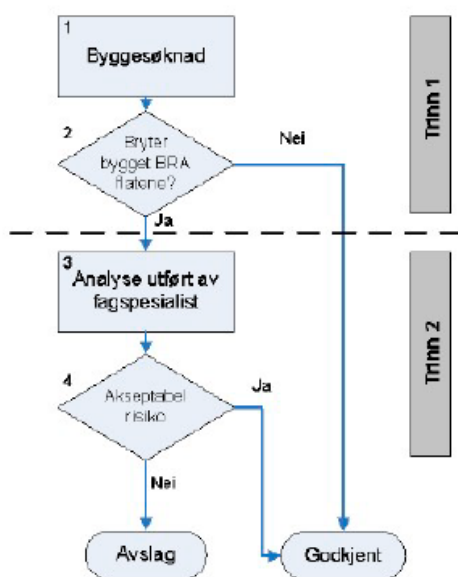 1
Byggesøknad
Trinn 1
2
Bryter
bygget BRA
flatene?
Nei
Ja
3
Analyse utført av
fagspesialist
Trinn 2
4
Akseptabel
risiko
Ja
Nei
Avslag
Godkjent